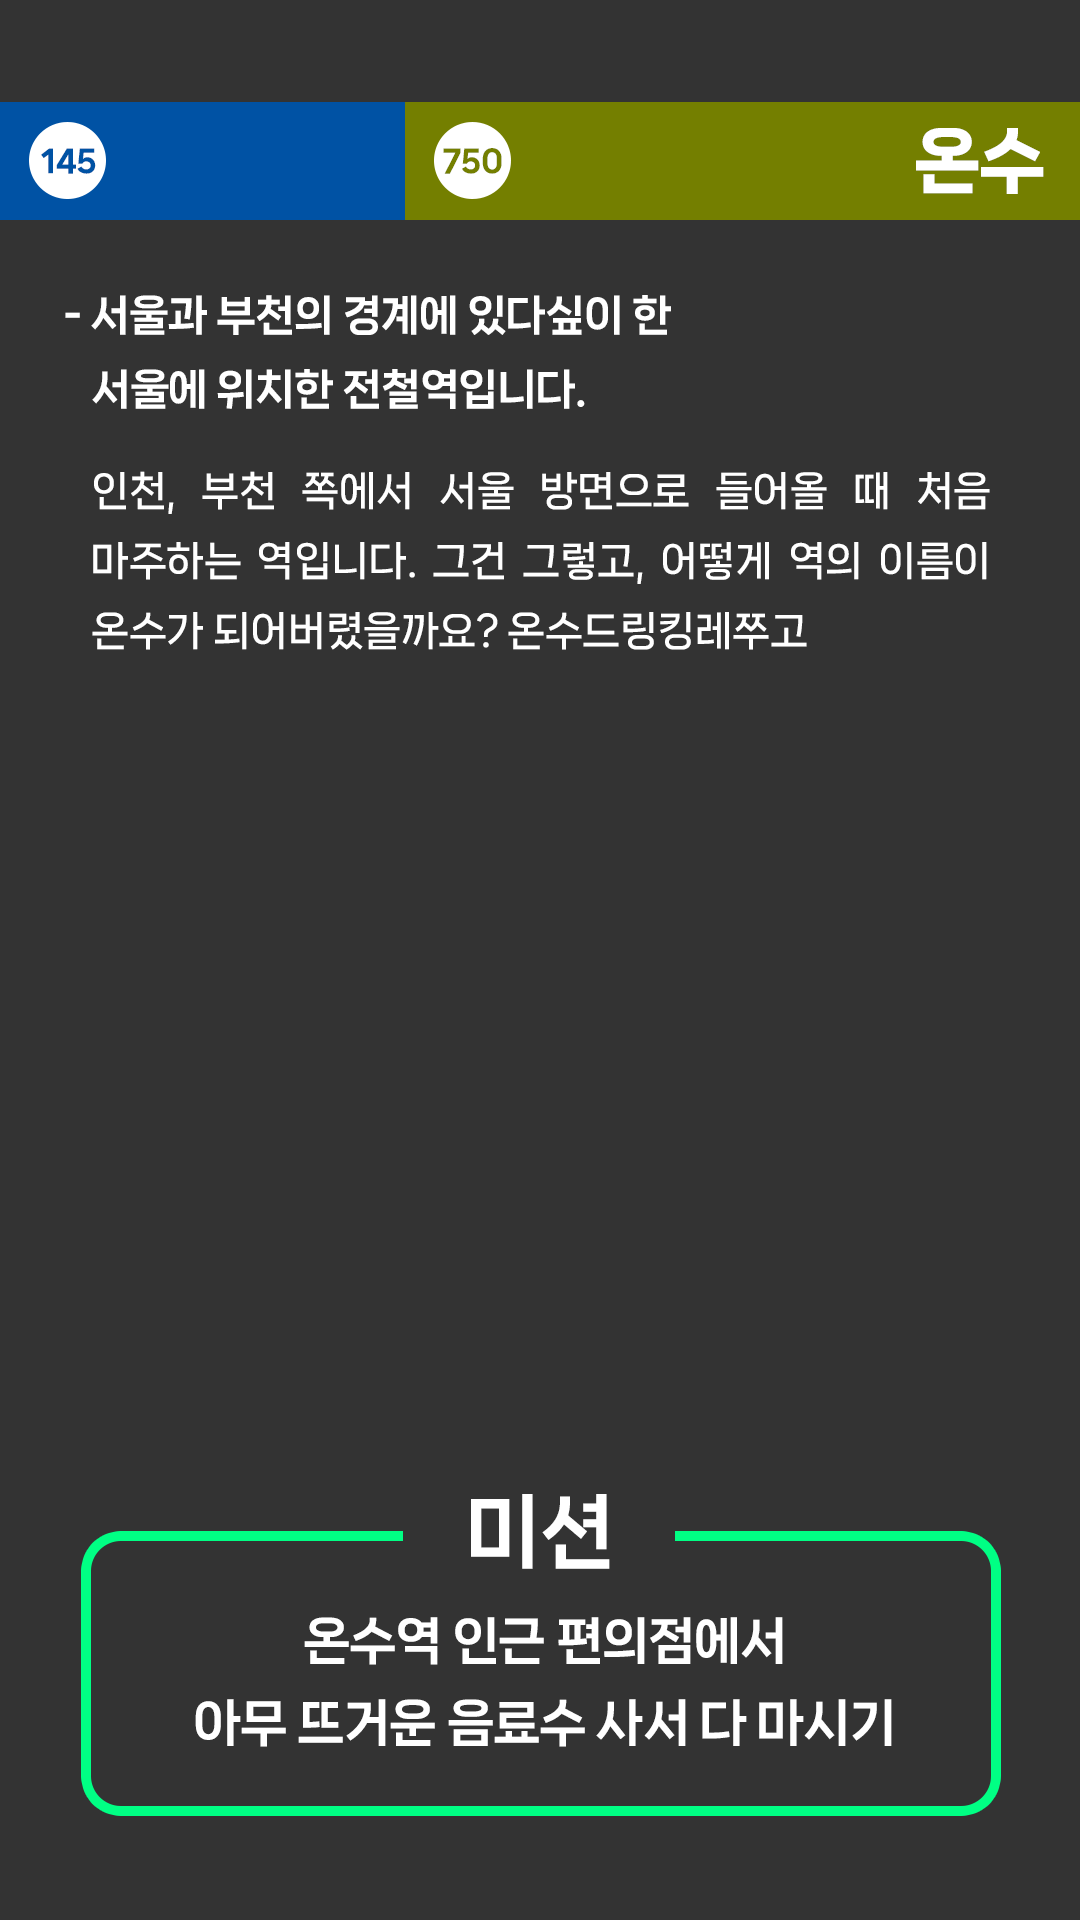 145 750 온수
- 서울과 부천의 경계에 있다싶이 한
서울에 위치한 전철역입니다.
인천, 부천 쪽에서 서울 방면으로 들어올 때 처음
마주하는 역입니다. 그건 그렇고, 어떻게 역의 이름이
온수가 되어버렸을까요? 온수드링킹레쯔고
미션
온수역 인근 편의점에서
아무 뜨거운 음료수 사서 다 마시기